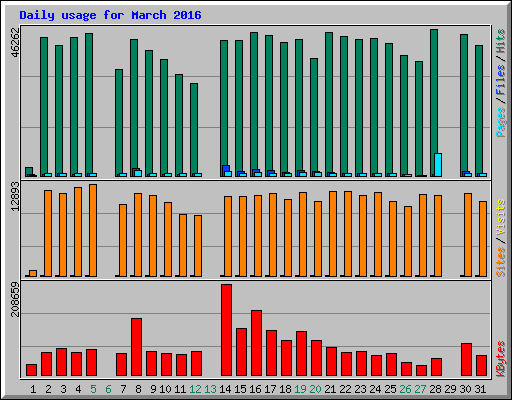 Daily usage for March 2016
46262
Pages / Files / Hits
12893
Sites / Visits
208659
KBytes
1 2 3 4 5 6 7 8 9 10 11 12 13 14 15 16 17 18 19 20 21 22 23 24 25 26 27 28 29 30 31